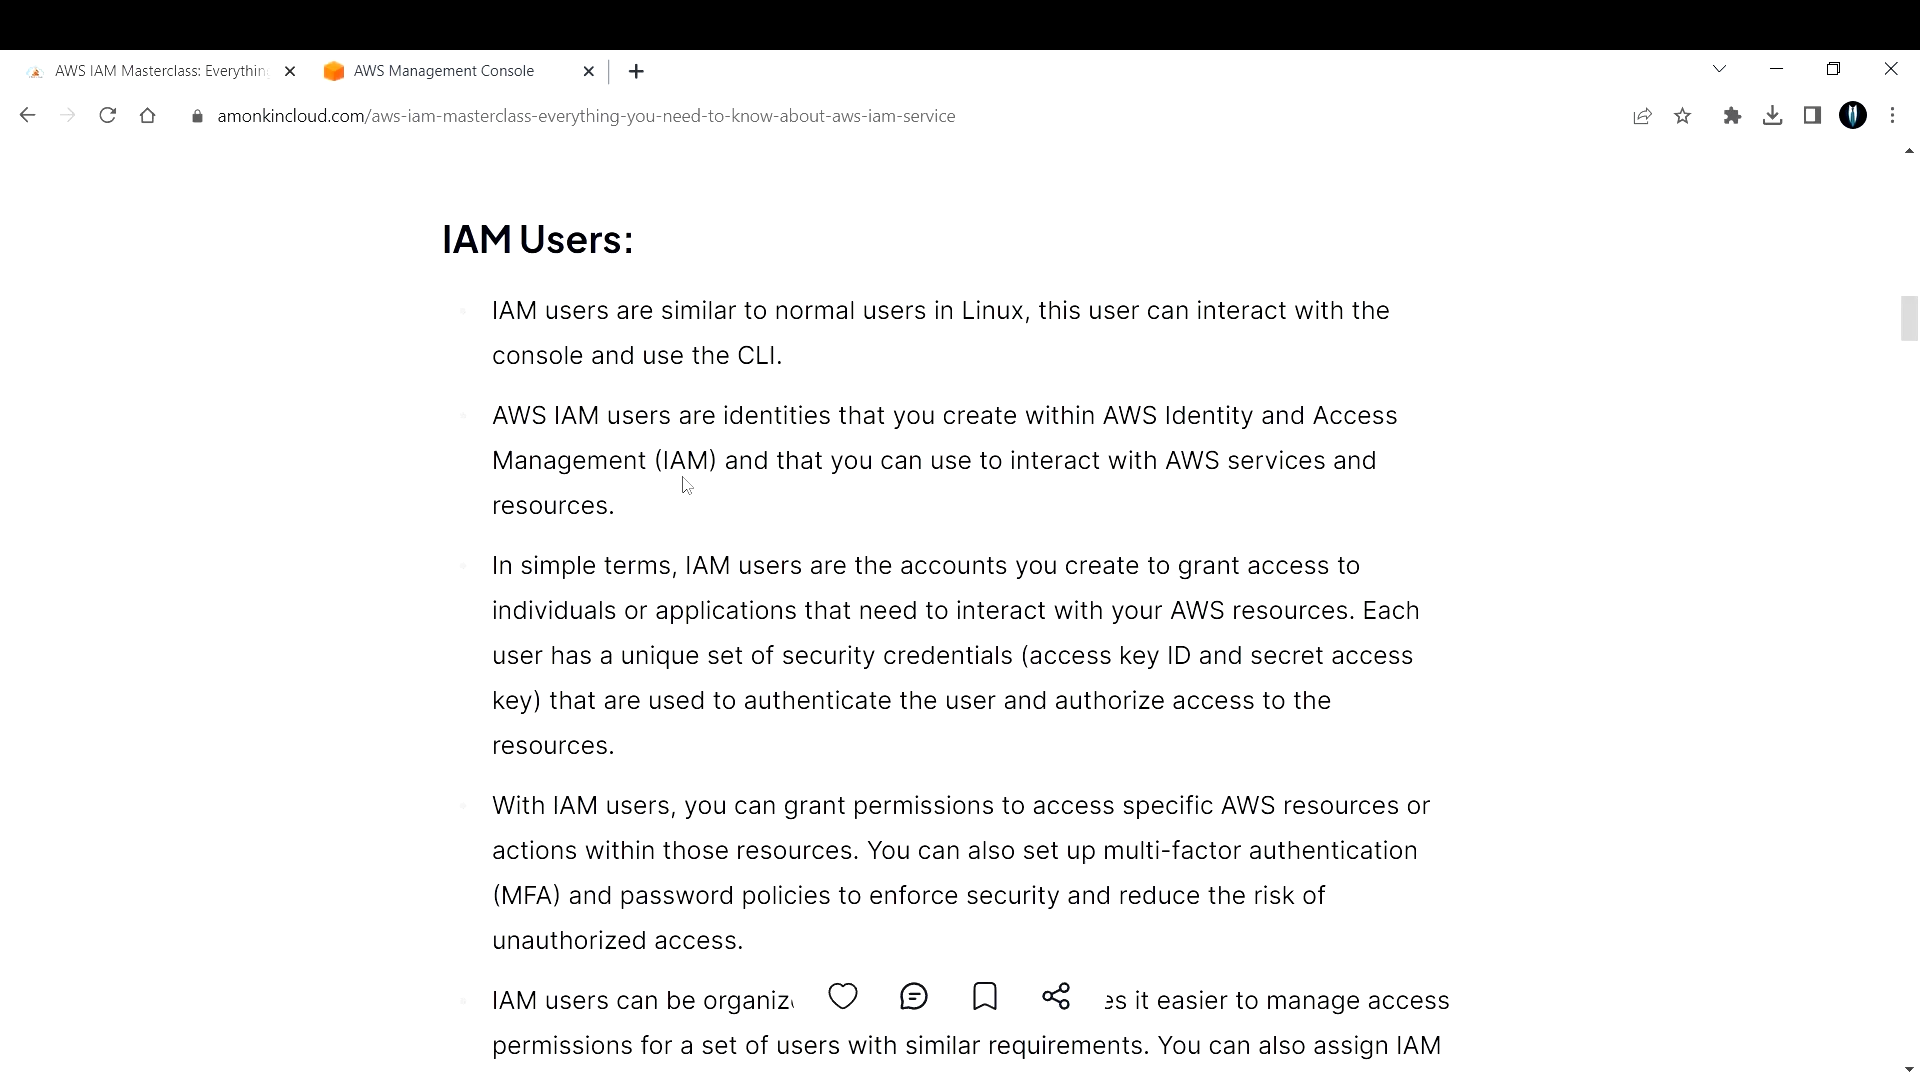 AWS IAM Masterclass: Everything
AWS Management Console
amonkincloud.com/aws-iam-masterclass-everything-you-need-to-know-about-aws-iam-service
IAM Users:
IAM users are similar to normal users in Linux, this user can interact with the
console and use the CLI.
AWS IAM users are identities that you create within AWS Identity and Access
Management (IAM) and that you can use to interact with AWS services and
resources.
In simple terms, IAM users are the accounts you create to grant access to
individuals or applications that need to interact with your AWS resources. Each
user has a unique set of security credentials (access key ID and secret access
key) that are used to authenticate the user and authorize access to the
resources.
With IAM users, you can grant permissions to access specific AWS resources or
actions within those resources. You can also set up multi-factor authentication
(MFA) and password policies to enforce security and reduce the risk of
unauthorized access.
IAM users can be it easier to manage access
permissions for a set of users with similar requirements. You can also assign IAM